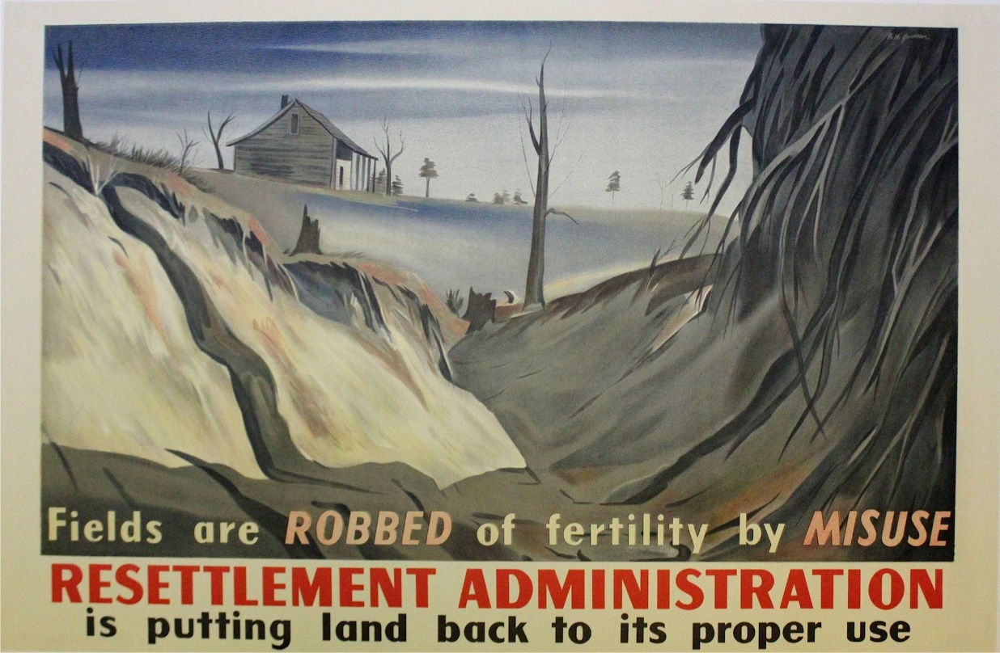 Fields are ROBBED of fertility by MISUSE
RESETTLEMENT ADMINISTRATION
is putting land back to its proper use